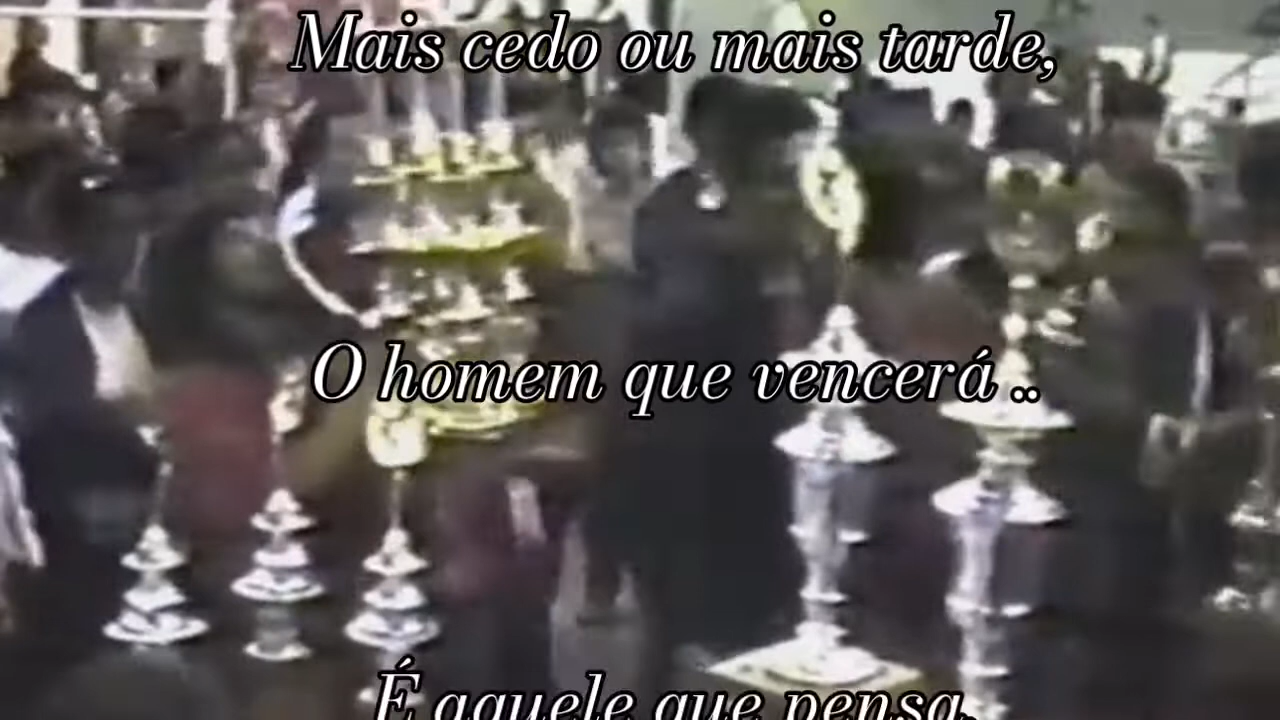 Mais cedo ou mais tarde,
O homem que vencerá ..
É aquele que pensa,